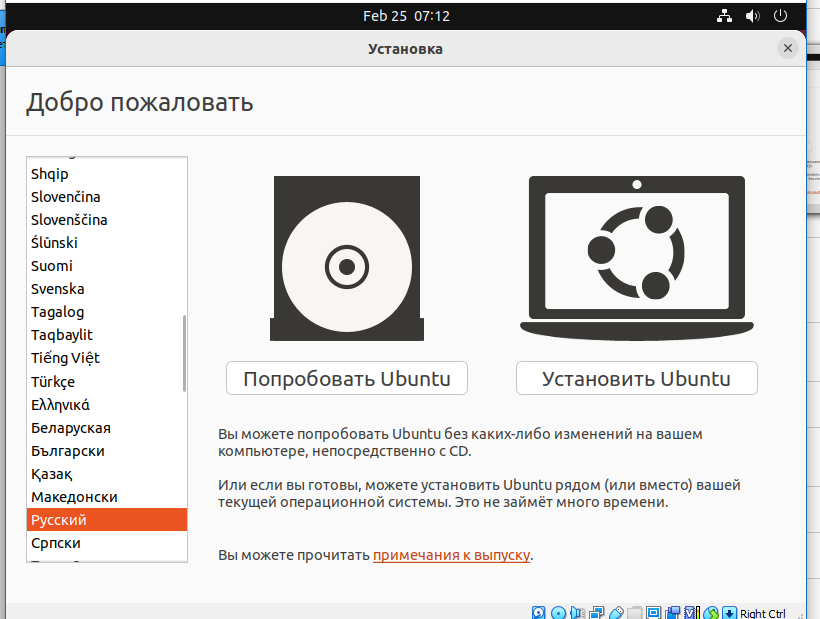 Feb 25 07:12
Установка
Добро пожаловать
Shqip
Slovenčina
Slovenščina
Ślůnski
Suomi
Svenska
Tagalog
Taqbaylit
Tiếng Việt
Türkçe
Ελληνικά
Беларуская
Български
Қазақ
Македонски
Русский
Српски
Попробовать Ubuntu
Установить Ubuntu
Вы можете попробовать Ubuntu без каких-либо изменений на вашем
компьютере, непосредственно с CD.
Или если вы готовы, можете установить Ubuntu рядом (или вместо) вашей
текущей операционной системы. Это не займёт много времени.
Вы можете прочитать примечания к выпуску.
Right Ctrl